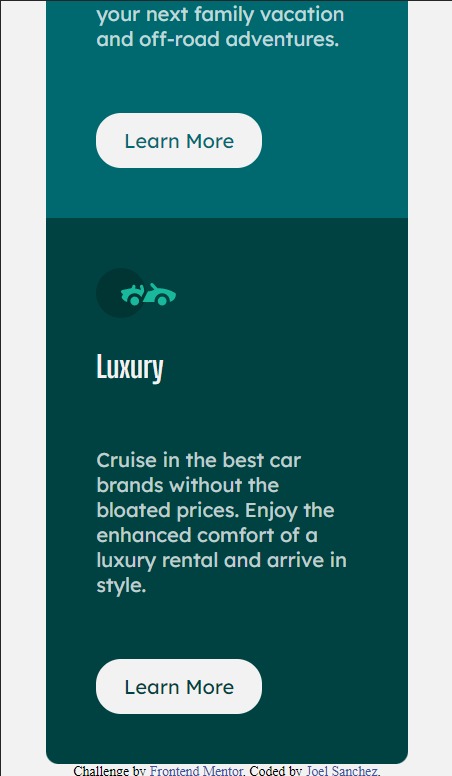 your next family vacation
and off-road adventures.
Learn More
Luxury
Cruise in the best car
brands without the
bloated prices. Enjoy the
enhanced comfort of a
luxury rental and arrive in
style.
Learn More
Challenge by Frontend Mentor. Coded by Joel Sanchez.